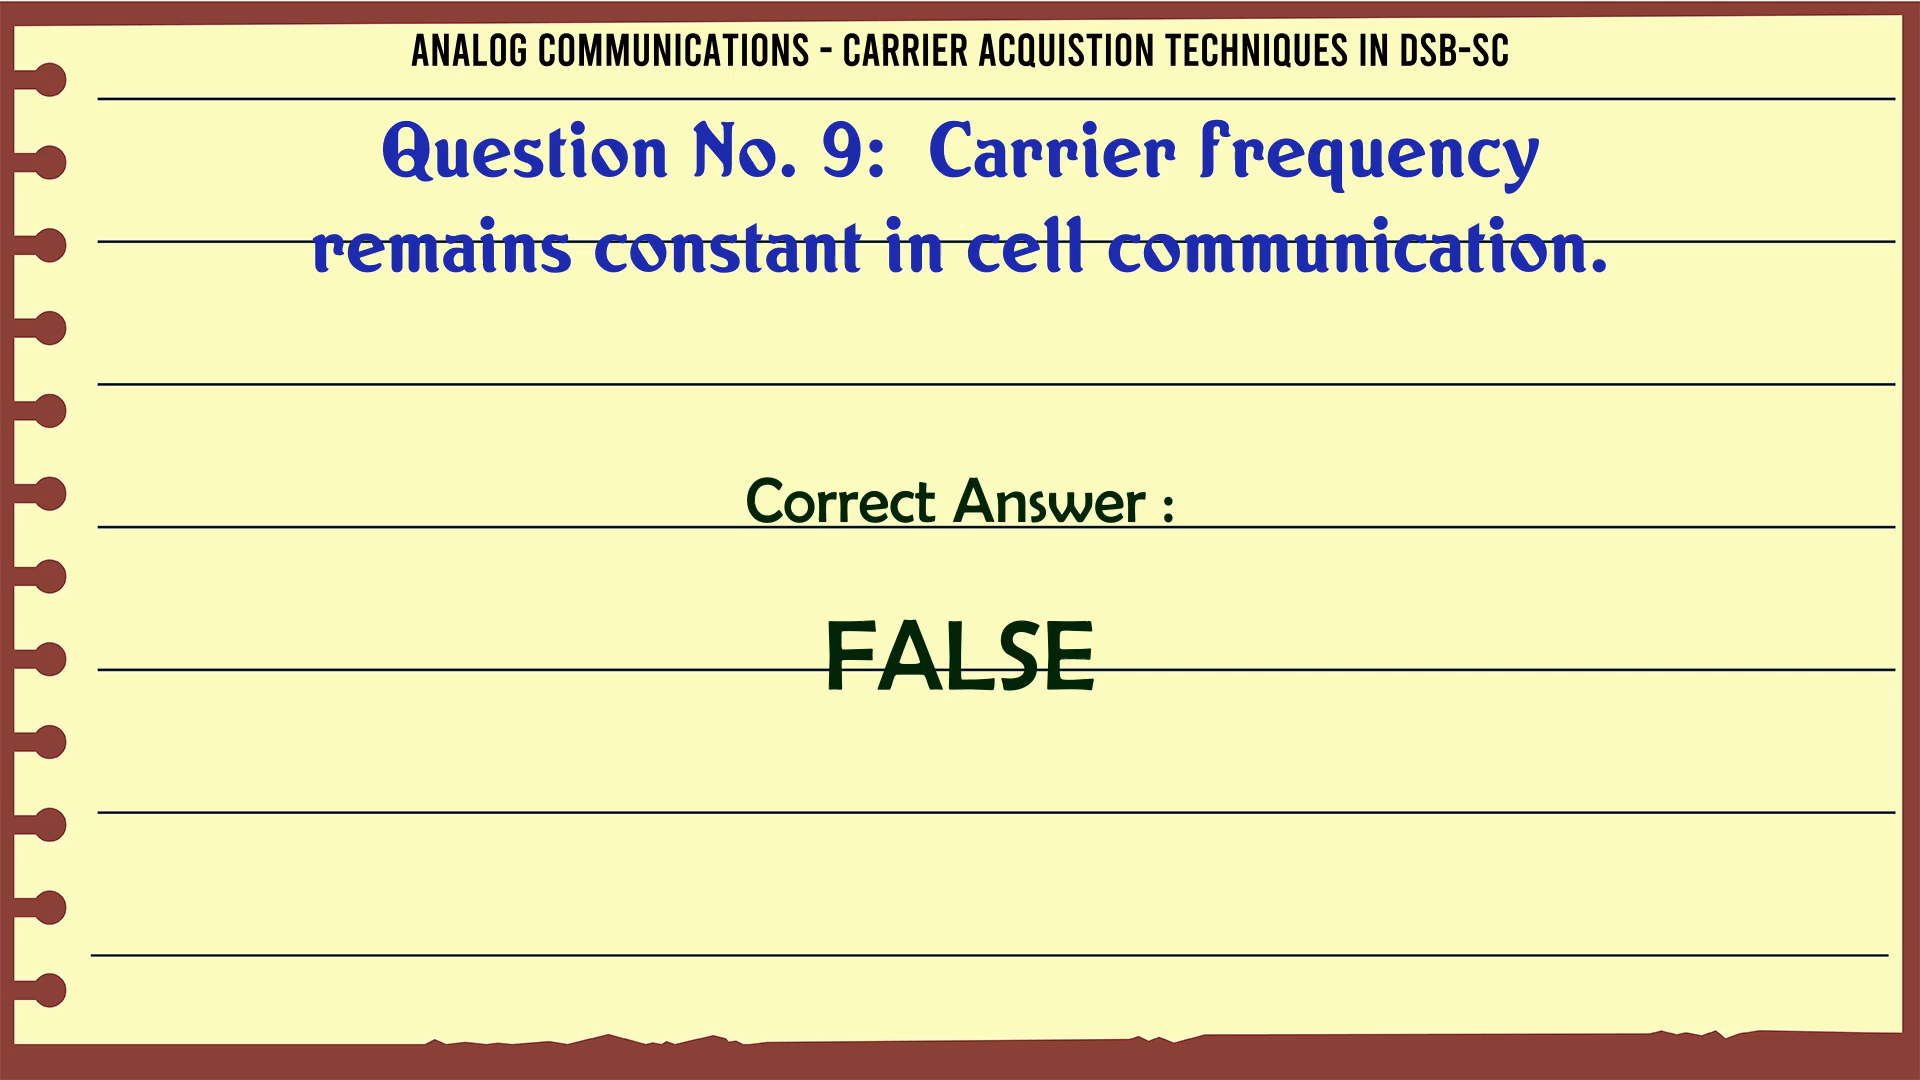 ANALOG COMMUNICATIONS - CARRIER ACQUISTION TECHNIQUES IN DSB-SC
Question No. 9: Carrier frequency
remains constant in cell communication.
Correct Answer :
FALSE